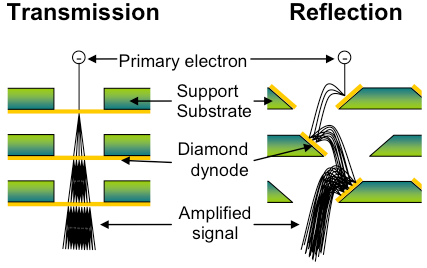 Transmission Reflection
- Primary electron -
Support
Substrate
Diamond
dynode
Amplified
signal